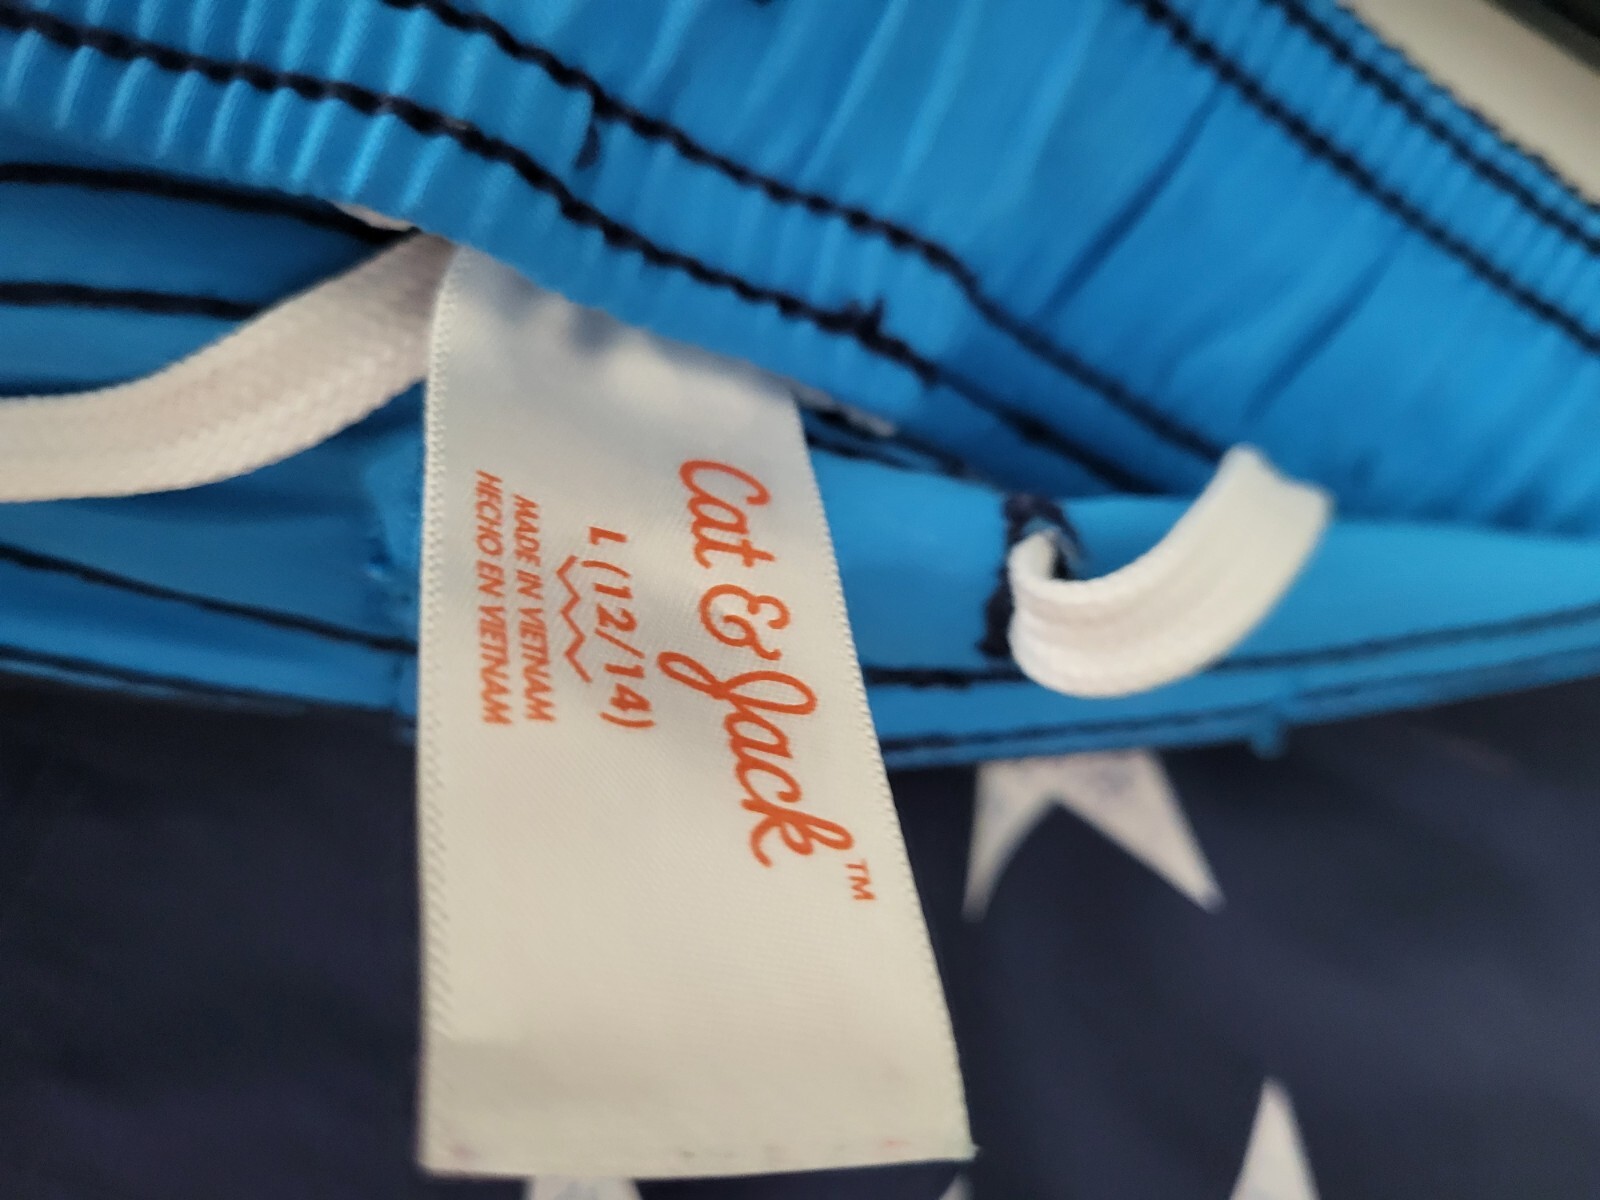 Cat & Jack™
L (12/14)
MADE IN VIETNAM
HECHO EN VIETNAM